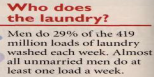 Who does
the laundry?
Men do 29% of the 419
million loads of laundry
washed each week. Almost
all unmarried men do at
least one load a week.